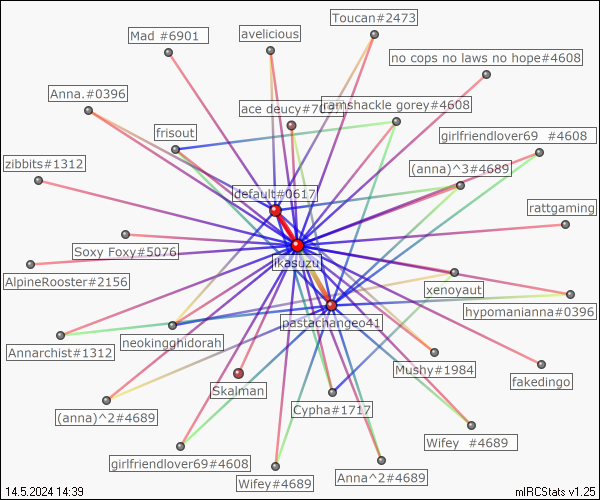 Toucan#2473
Mad #6901
avelicious
no cops no laws no hope#4608
Anna.#0396
ace deucy#7097
ramshackle gorey#4608
frisout
girlfriendlover69  #4608
zibbits#1312
(anna)^3#4689
default#0617
rattgaming
Soxy Foxy#5076
ikasuzu
AlpineRooster#2156
xenoyaut
hypomanianna#0396
pastachangeo41
neokingghidorah
Annarchist#1312
Mushy#1984
fakedingo
Skalman
(anna)^2#4689
Cypha#1717
Wifey  #4689
girlfriendlover69#4608
Anna^2#4689
Wifey#4689
14.5.2024 14:39
mIRCStats v1.25